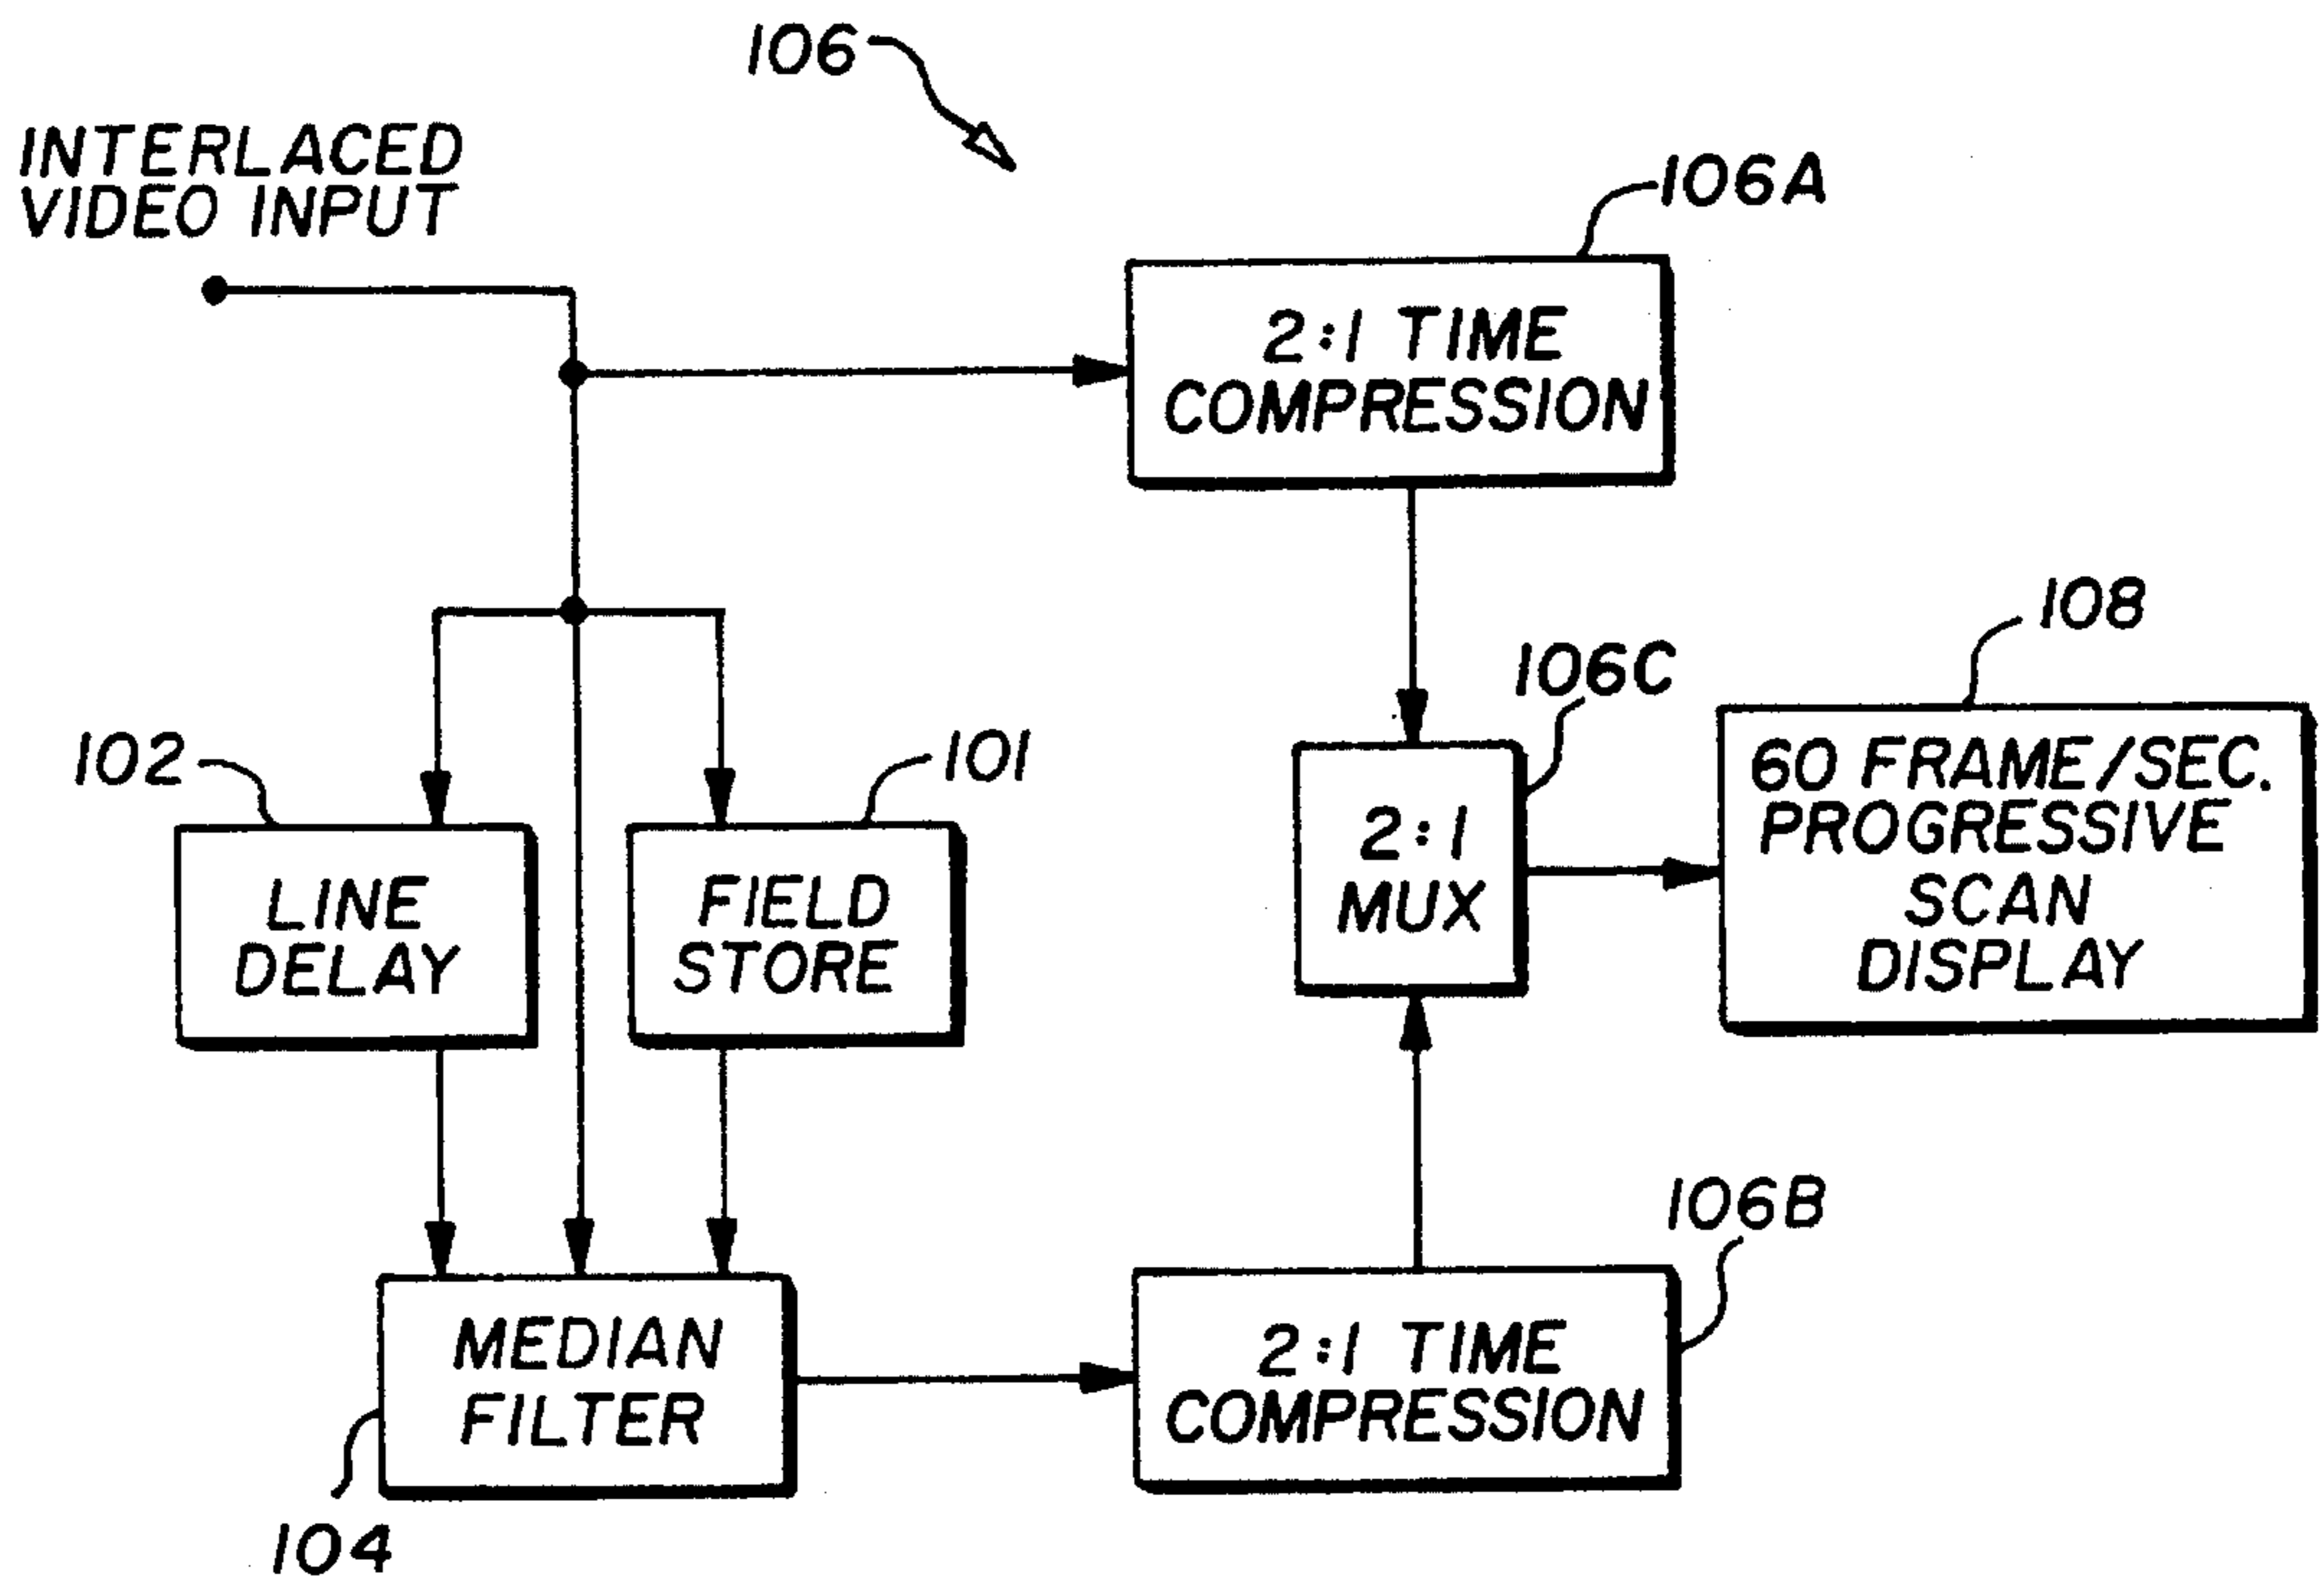 106
INTERLACED
VIDEO INPUT
106A
2:1 TIME
COMPRESSION
108
106C
102
101
60 FRAME/SEC.
PROGRESSIVE
SCAN
DISPLAY
2:1
MUX
LINE
DELAY
FIELD
STORE
106B
MEDIAN
FILTER
2:1 TIME
COMPRESSION
104